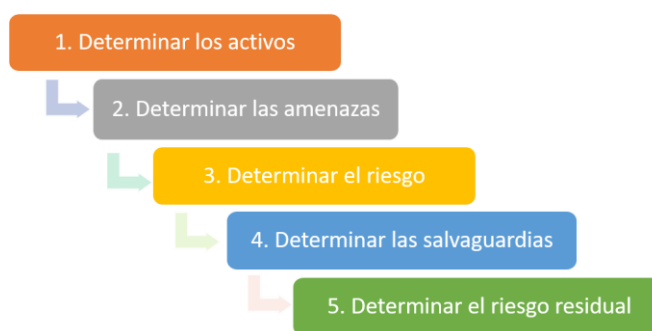 1. Determinar los activos
2. Determinar las amenazas
3. Determinar el riesgo
4. Determinar las salvaguardias
5. Determinar el riesgo residual